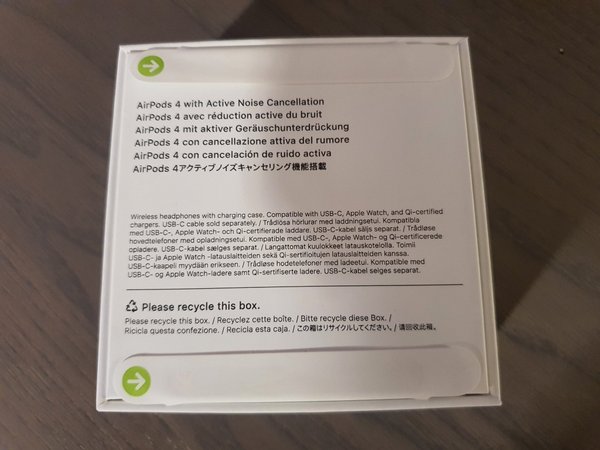 AirPods 4 with Active Noise Cancellation
AirPods 4 avec réduction active du bruit
AirPods 4 mit aktiver Geräuschunterdrückung
AirPods 4 con cancellazione attiva del rumore
AirPods 4 con cancelación de ruido activa
AirPods 4アクティブノイズキャンセリング機能搭載
Wireless headphones with charging case. Compatible with USB-C, Apple Watch, and Qi-certified
chargers. USB-C cable sold separately. / Trådlösa hörlurar med laddningsetui. Kompatibla
med USB-C-, Apple Watch- och Qi-certifierade laddare. USB-C-kabel säljs separat. / Trådløse
hovedtelefoner med opladningsetui. Kompatible med USB-C-, Apple Watch- og Qi-certificerede
opladere. USB-C-kabel sælges separat. / Langattomat kuulokkeet latauskotelolla. Toimii
USB-C- ja Apple Watch -latauslaitteiden sekä Qi-sertifioitujen latauslaitteiden kanssa.
USB-C-kaapeli myydään erikseen. / Trådløse hodetelefoner med ladeetui. Kompatible med
USB-C- og Apple Watch-ladere samt Qi-sertifiserte ladere. USB-C-kabel selges separat.
Please recycle this box.
Please recycle this box. / Recyclez cette boîte. / Bitte recycle diese Box. /
Ricicla questa confezione. / Recicla esta caja. / この箱はリサイクルしてください。/ 请回收此箱。